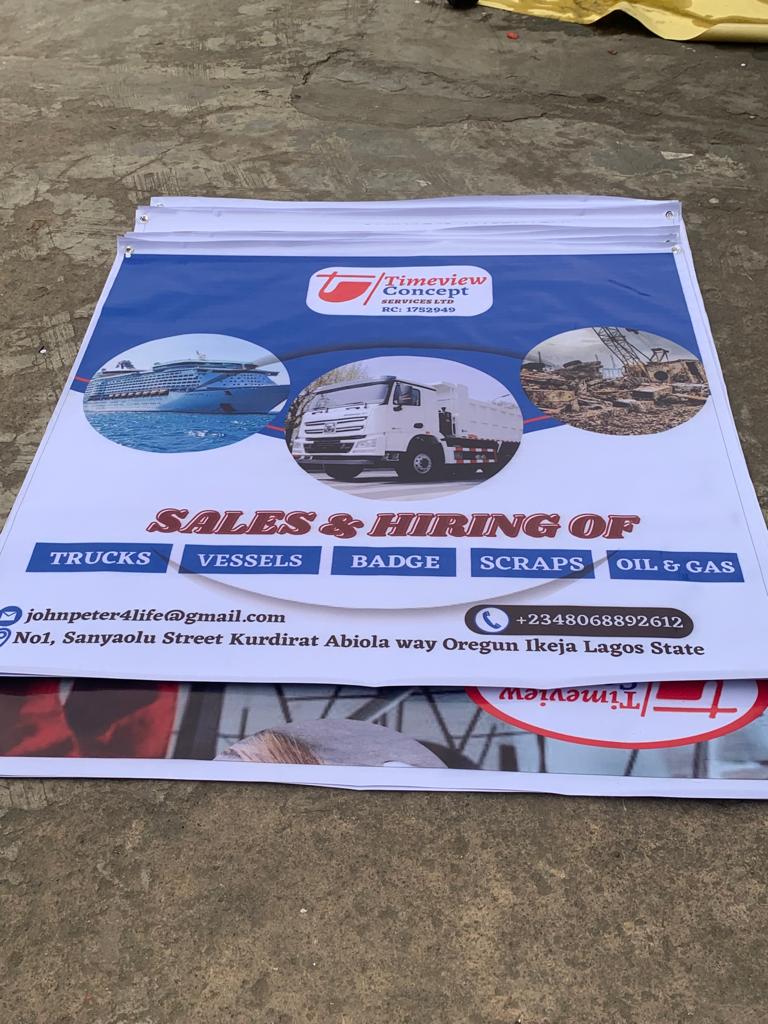 Timeview
Concept
SERVICES LTD
RC: 1752949
SALES & HIRING OF
TRUCKS VESSELS BADGE SCRAPS OIL & GAS
johnpeter4life@gmail.com
+2348068892612
No1, Sanyaolu Street Kurdirat Abiola way Oregun Ikeja Lagos State
Timeview